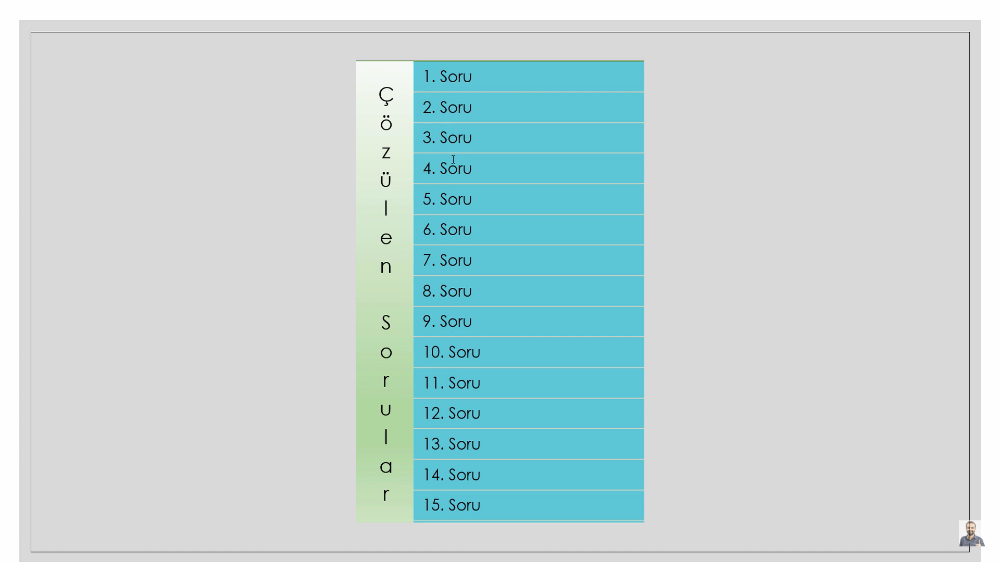 Çözülen Sorular
1. Soru
2. Soru
3. Soru
4. Soru
5. Soru
6. Soru
7. Soru
8. Soru
9. Soru
10. Soru
11. Soru
12. Soru
13. Soru
14. Soru
15. Soru